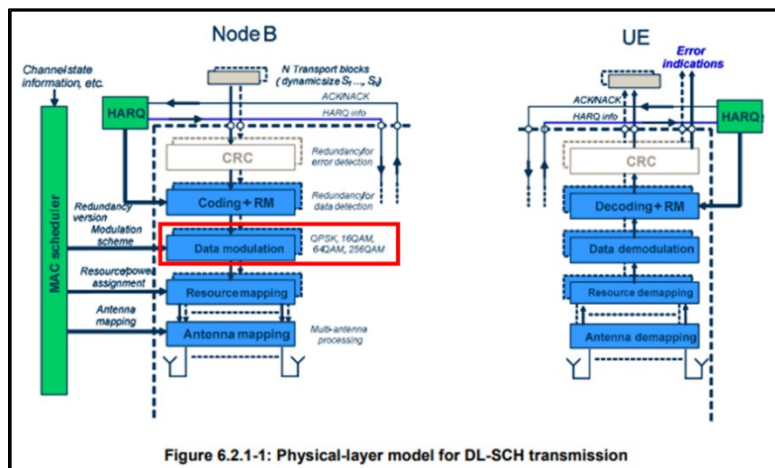 Node B
UE
Channel-state
information, etc.
N Transport blocks
(dynamic size S₁..., Sₙ)
Error
indications
HARQ
ACK/NACK
HARQ info
ACK/NACK
HARQ info
HARQ
CRC
Redundancy for
error detection
CRC
Redundancy
version
Coding + RM
Redundancy for
data detection
Decoding + RM
MAC scheduler
Modulation
scheme
Data modulation
QPSK, 16QAM,
64QAM, 256QAM
Data demodulation
Resource/power
assignment
Resource mapping
Resource demapping
Antenna
mapping
Antenna mapping
Multi-antenna
processing
Antenna demapping
Figure 6.2.1-1: Physical-layer model for DL-SCH transmission